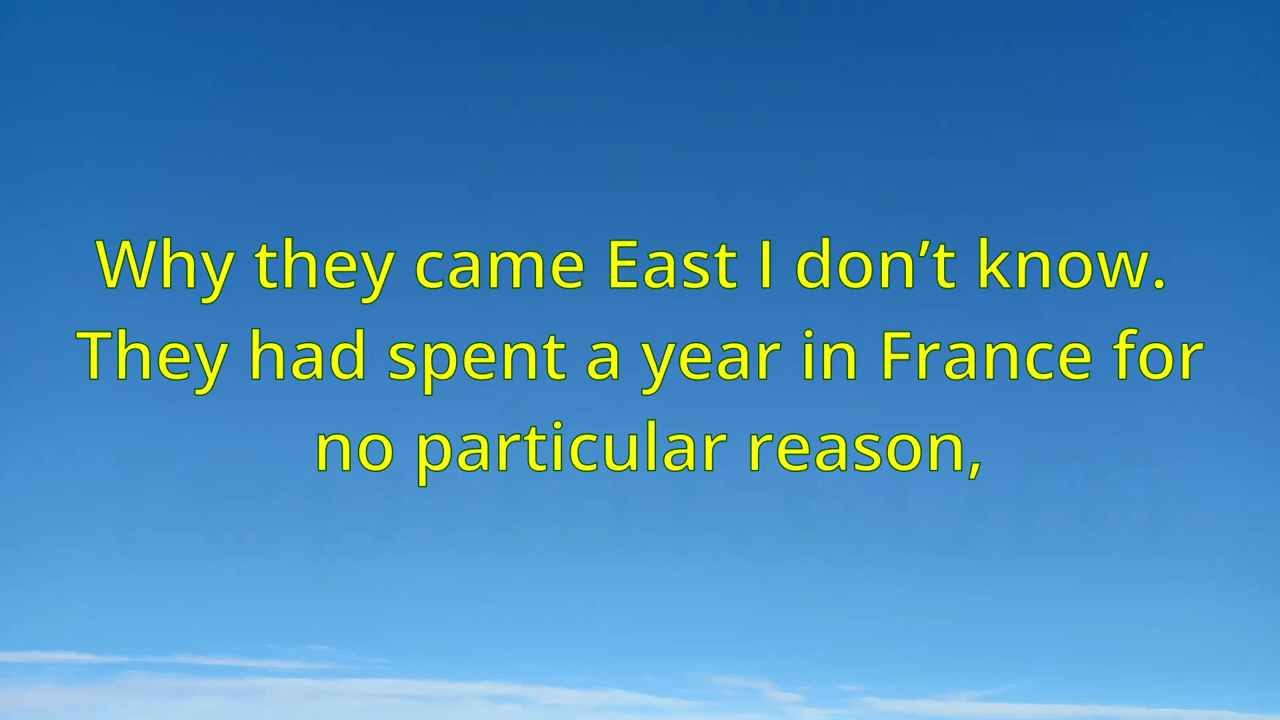 Why they came East I don’t know.
They had spent a year in France for
no particular reason,